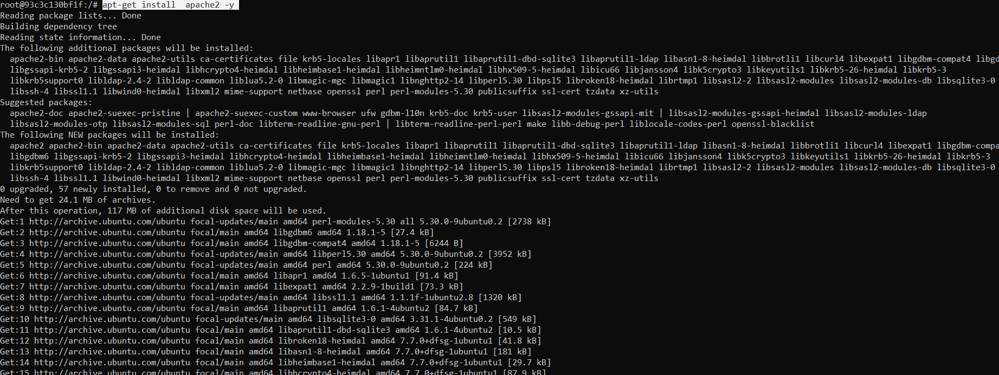 root@93c3c130bf1f:/# apt-get install  apache2 -y
Reading package lists... Done
Building dependency tree
Reading state information... Done
The following additional packages will be installed:
  apache2-bin apache2-data apache2-utils ca-certificates file krb5-locales libapr1 libaprutil1 libaprutil1-dbd-sqlite3 libaprutil1-ldap libasn1-8-heimdal libbrotli1 libcurl4 libexpat1 libgdbm-compat4 libgd
  libgssapi-krb5-2 libgssapi3-heimdal libhcrypto4-heimdal libheimbase1-heimdal libheimntlm0-heimdal libhx509-5-heimdal libicu66 libjansson4 libk5crypto3 libkeyutils1 libkrb5-26-heimdal libkrb5-3
  libkrb5support0 libldap-2.4-2 libldap-common liblua5.2-0 libmagic-mgc libmagic1 libnghttp2-14 libperl5.30 libpsl5 libroken18-heimdal librtmp1 libsasl2-2 libsasl2-modules libsasl2-modules-db libsqlite3-0
  libssh-4 libssl1.1 libwind0-heimdal libxml2 mime-support netbase openssl perl perl-modules-5.30 publicsuffix ssl-cert tzdata xz-utils
Suggested packages:
  apache2-doc apache2-suexec-pristine | apache2-suexec-custom www-browser ufw gdbm-l10n krb5-doc krb5-user libsasl2-modules-gssapi-mit | libsasl2-modules-gssapi-heimdal libsasl2-modules-ldap
  libsasl2-modules-otp libsasl2-modules-sql perl-doc libterm-readline-gnu-perl | libterm-readline-perl-perl make libb-debug-perl liblocale-codes-perl openssl-blacklist
The following NEW packages will be installed:
  apache2 apache2-bin apache2-data apache2-utils ca-certificates file krb5-locales libapr1 libaprutil1 libaprutil1-dbd-sqlite3 libaprutil1-ldap libasn1-8-heimdal libbrotli1 libcurl4 libexpat1 libgdbm-compa
  libgdbm6 libgssapi-krb5-2 libgssapi3-heimdal libhcrypto4-heimdal libheimbase1-heimdal libheimntlm0-heimdal libhx509-5-heimdal libicu66 libjansson4 libk5crypto3 libkeyutils1 libkrb5-26-heimdal libkrb5-3
  libkrb5support0 libldap-2.4-2 libldap-common liblua5.2-0 libmagic-mgc libmagic1 libnghttp2-14 libperl5.30 libpsl5 libroken18-heimdal librtmp1 libsasl2-2 libsasl2-modules libsasl2-modules-db libsqlite3-0
  libssh-4 libssl1.1 libwind0-heimdal libxml2 mime-support netbase openssl perl perl-modules-5.30 publicsuffix ssl-cert tzdata xz-utils
0 upgraded, 57 newly installed, 0 to remove and 0 not upgraded.
Need to get 24.1 MB of archives.
After this operation, 117 MB of additional disk space will be used.
Get:1 http://archive.ubuntu.com/ubuntu focal-updates/main amd64 perl-modules-5.30 all 5.30.0-9ubuntu0.2 [2738 kB]
Get:2 http://archive.ubuntu.com/ubuntu focal/main amd64 libgdbm6 amd64 1.18.1-5 [27.4 kB]
Get:3 http://archive.ubuntu.com/ubuntu focal/main amd64 libgdbm-compat4 amd64 1.18.1-5 [6244 B]
Get:4 http://archive.ubuntu.com/ubuntu focal-updates/main amd64 libperl5.30 amd64 5.30.0-9ubuntu0.2 [3952 kB]
Get:5 http://archive.ubuntu.com/ubuntu focal-updates/main amd64 perl amd64 5.30.0-9ubuntu0.2 [224 kB]
Get:6 http://archive.ubuntu.com/ubuntu focal/main amd64 libapr1 amd64 1.6.5-1ubuntu1 [91.4 kB]
Get:7 http://archive.ubuntu.com/ubuntu focal/main amd64 libexpat1 amd64 2.2.9-1build1 [73.3 kB]
Get:8 http://archive.ubuntu.com/ubuntu focal-updates/main amd64 libssl1.1 amd64 1.1.1f-1ubuntu2.8 [1320 kB]
Get:9 http://archive.ubuntu.com/ubuntu focal/main amd64 libaprutil1 amd64 1.6.1-4ubuntu2 [84.7 kB]
Get:10 http://archive.ubuntu.com/ubuntu focal-updates/main amd64 libsqlite3-0 amd64 3.31.1-4ubuntu0.2 [549 kB]
Get:11 http://archive.ubuntu.com/ubuntu focal/main amd64 libaprutil1-dbd-sqlite3 amd64 1.6.1-4ubuntu2 [10.5 kB]
Get:12 http://archive.ubuntu.com/ubuntu focal/main amd64 libroken18-heimdal amd64 7.7.0+dfsg-1ubuntu1 [41.8 kB]
Get:13 http://archive.ubuntu.com/ubuntu focal/main amd64 libasn1-8-heimdal amd64 7.7.0+dfsg-1ubuntu1 [181 kB]
Get:14 http://archive.ubuntu.com/ubuntu focal/main amd64 libheimbase1-heimdal amd64 7.7.0+dfsg-1ubuntu1 [29.7 kB]
Get:15 http://archive.ubuntu.com/ubuntu focal/main amd64 libhcrypto4-heimdal amd64 7.7.0+dfsg-1ubuntu1 [87.9 kB]